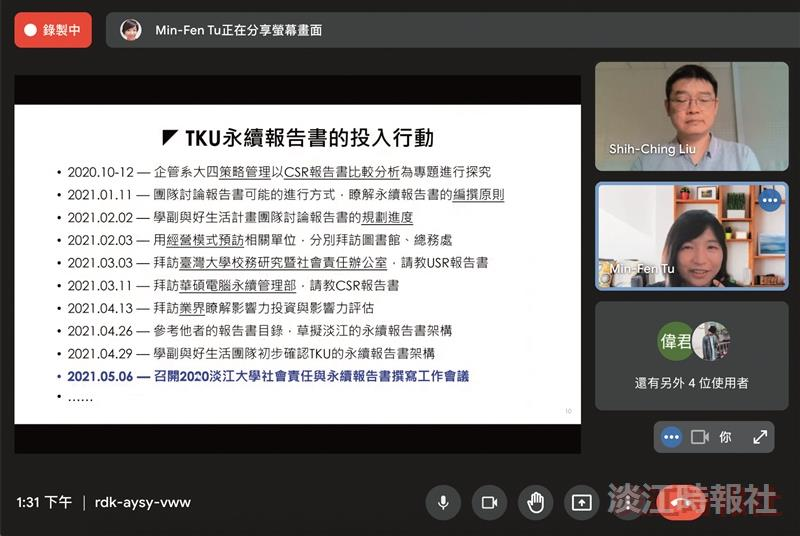 錄製中
Min-Fen Tu正在分享螢幕畫面
TKU永續報告書的投入行動
• 2020.10-12 — 企管系大四策略管理以CSR報告書比較分析為專題進行探究
• 2021.01.11 — 團隊討論報告書可能的進行方式，瞭解永續報告書的編撰原則
• 2021.02.02 — 學副與好生活計畫團隊討論報告書的規劃進度
• 2021.02.03 — 用經營模式預訪相關單位，分別拜訪圖書館、總務處
• 2021.03.03 — 拜訪臺灣大學校務研究暨社會責任辦公室，請教USR報告書
• 2021.03.11 — 拜訪華碩電腦永續管理部，請教CSR報告書
• 2021.04.13 — 拜訪業界瞭解影響力投資與影響力評估
• 2021.04.26 — 參考他者的報告書目錄，草擬淡江的永續報告書架構
• 2021.04.29 — 學副與好生活團隊初步確認TKU的永續報告書架構
• 2021.05.06 — 召開2020淡江大學社會責任與永續報告書撰寫工作會議
• ……
10
Shih-Ching Liu
Min-Fen Tu
偉君
還有另外 4 位使用者
你
1:31 下午 | rdk-aysy-vww
淡江時報社